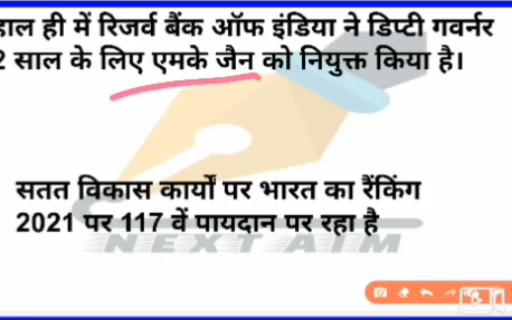 हाल ही में रिजर्व बैंक ऑफ इंडिया ने डिप्टी गवर्नर
2 साल के लिए एमके जैन को नियुक्त किया है।
सतत विकास कार्यों पर भारत का रैंकिंग
2021 पर 117 वें पायदान पर रहा है
NEXT AIM